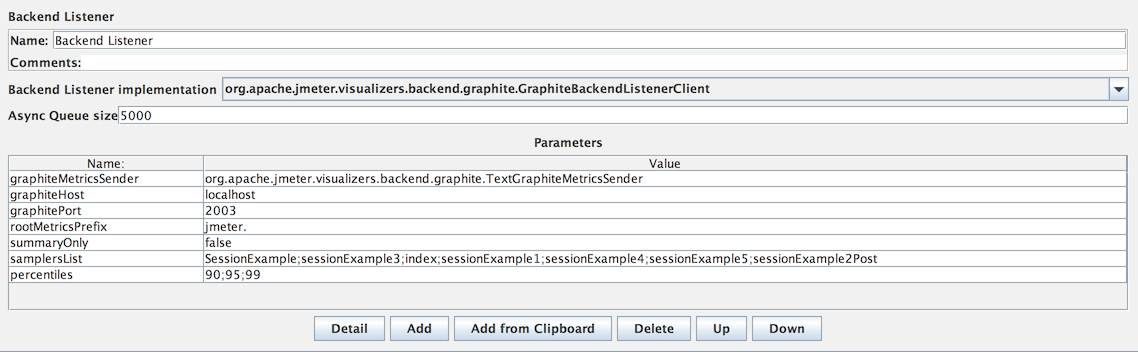 Backend Listener
Name: Backend Listener
Comments:
Backend Listener implementation org.apache.jmeter.visualizers.backend.graphite.GraphiteBackendListenerClient
Async Queue size 5000
Parameters
Name: Value
graphiteMetricsSender org.apache.jmeter.visualizers.backend.graphite.TextGraphiteMetricsSender
graphiteHost localhost
graphitePort 2003
rootMetricsPrefix jmeter.
summaryOnly false
samplersList SessionExample;sessionExample3;index;sessionExample1;sessionExample4;sessionExample5;sessionExample2Post
percentiles 90;95;99
Detail Add Add from Clipboard Delete Up Down